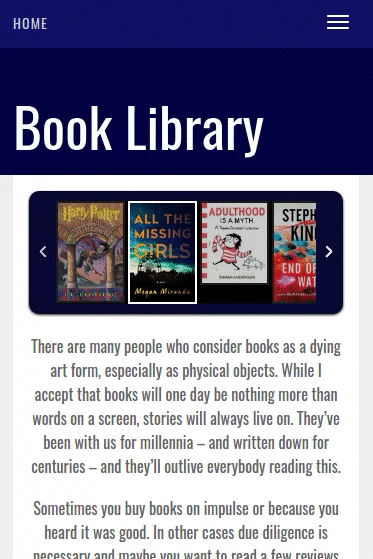 HOME
Book Library
Harry Potter
J.K. ROWLING
ALL THE
MISSING
GIRLS
Megan Miranda
ADULTHOOD
IS A MYTH
SARAH ANDERSEN
STEPH
KIN
END OF
WAT
There are many people who consider books as a dying
art form, especially as physical objects. While I
accept that books will one day be nothing more than
words on a screen, stories will always live on. They've
been with us for millennia – and written down for
centuries – and they'll outlive everybody reading this.
Sometimes you buy books on impulse or because you
heard it was good. In other cases due diligence is
necessary and maybe you want to read a few reviews